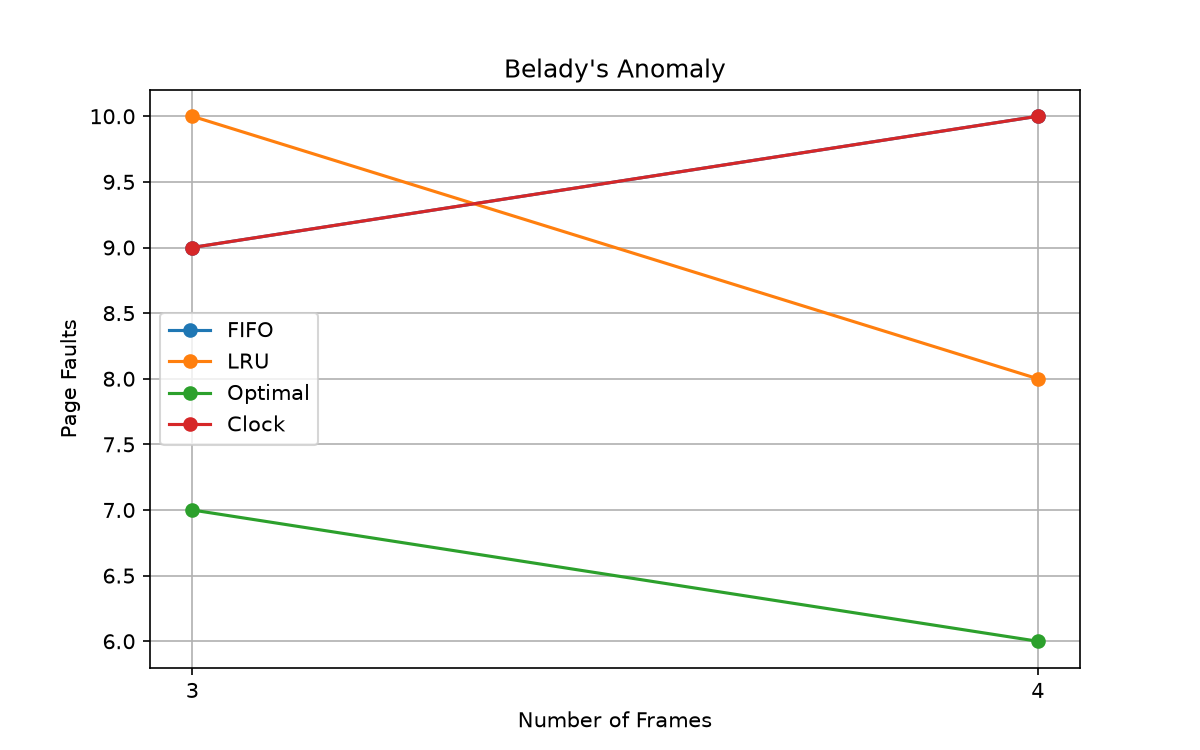 Belady's Anomaly
10.0
9.5
9.0
8.5
8.0
7.5
7.0
6.5
6.0
Page Faults
FIFO
LRU
Optimal
Clock
3
4
Number of Frames